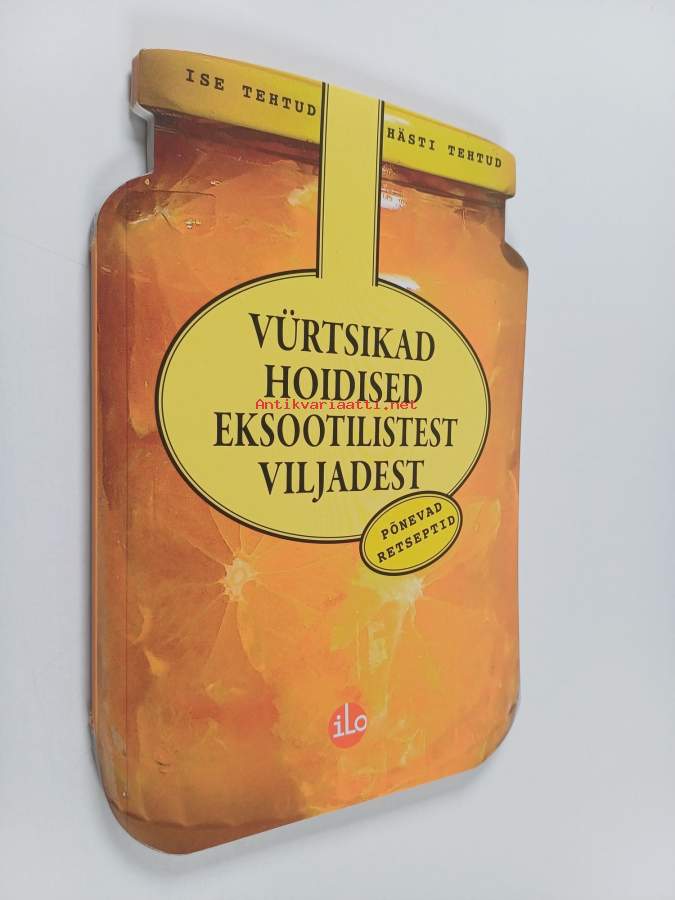 ISE TEHTUD
HÄSTI TEHTUD
VÜRTSIKAD
HOIDISED
Antikvariaatti.net
EKSOOTILISTEST
VILJADEST
PÕNEVAD
RETSEPTID
iLo